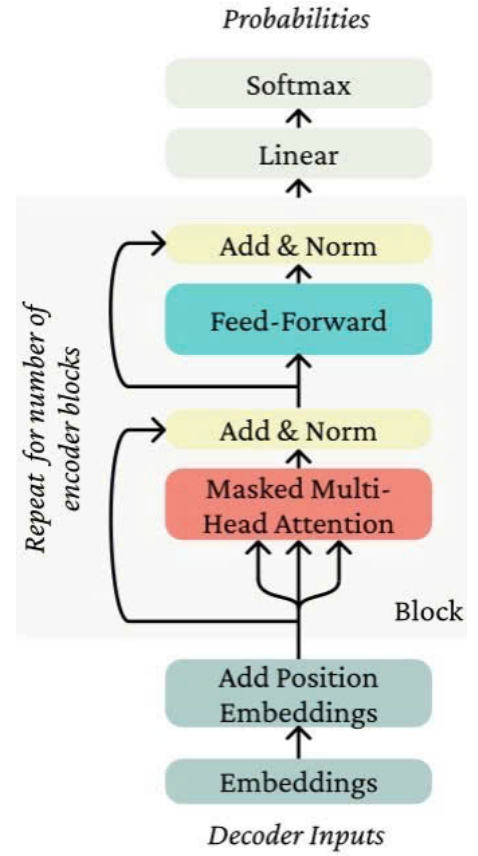 Probabilities
Softmax
Linear
Add & Norm
Feed-Forward
Repeat for number of
encoder blocks
Add & Norm
Masked Multi-
Head Attention
Block
Add Position
Embeddings
Embeddings
Decoder Inputs